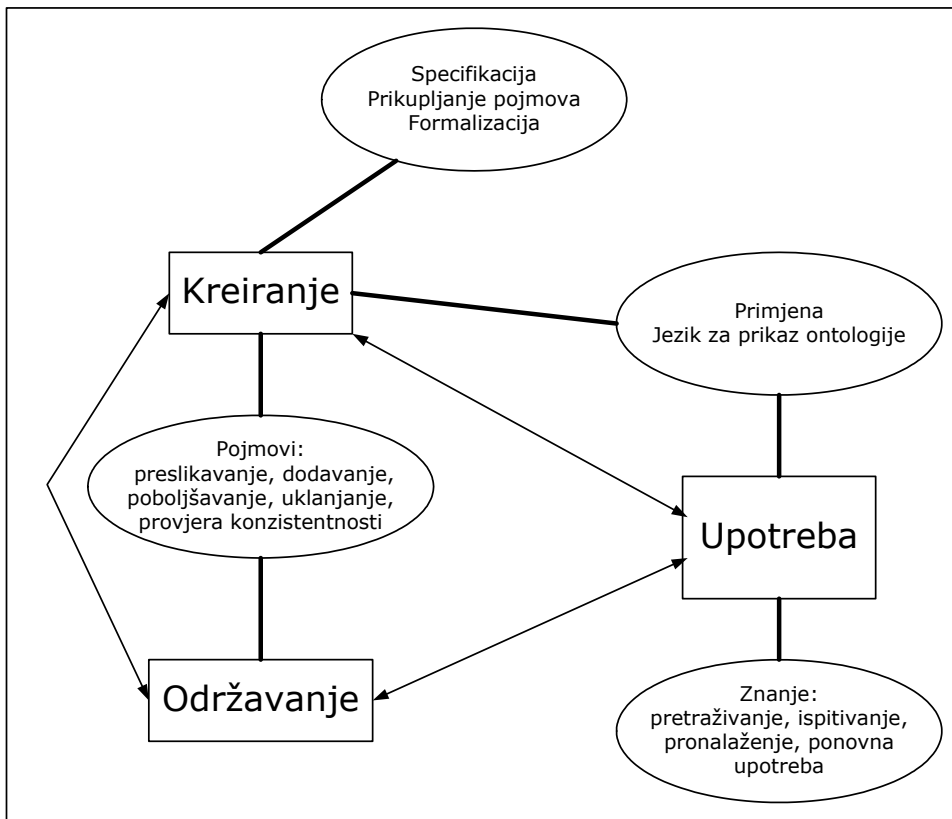 Specifikacija
Prikupljanje pojmova
Formalizacija
Kreiranje
Primjena
Jezik za prikaz ontologije
Pojmovi:
preslikavanje, dodavanje,
poboljšavanje, uklanjanje,
provjera konzistentnosti
Upotreba
Održavanje
Znanje:
pretraživanje, ispitivanje,
pronalaženje, ponovna
upotreba